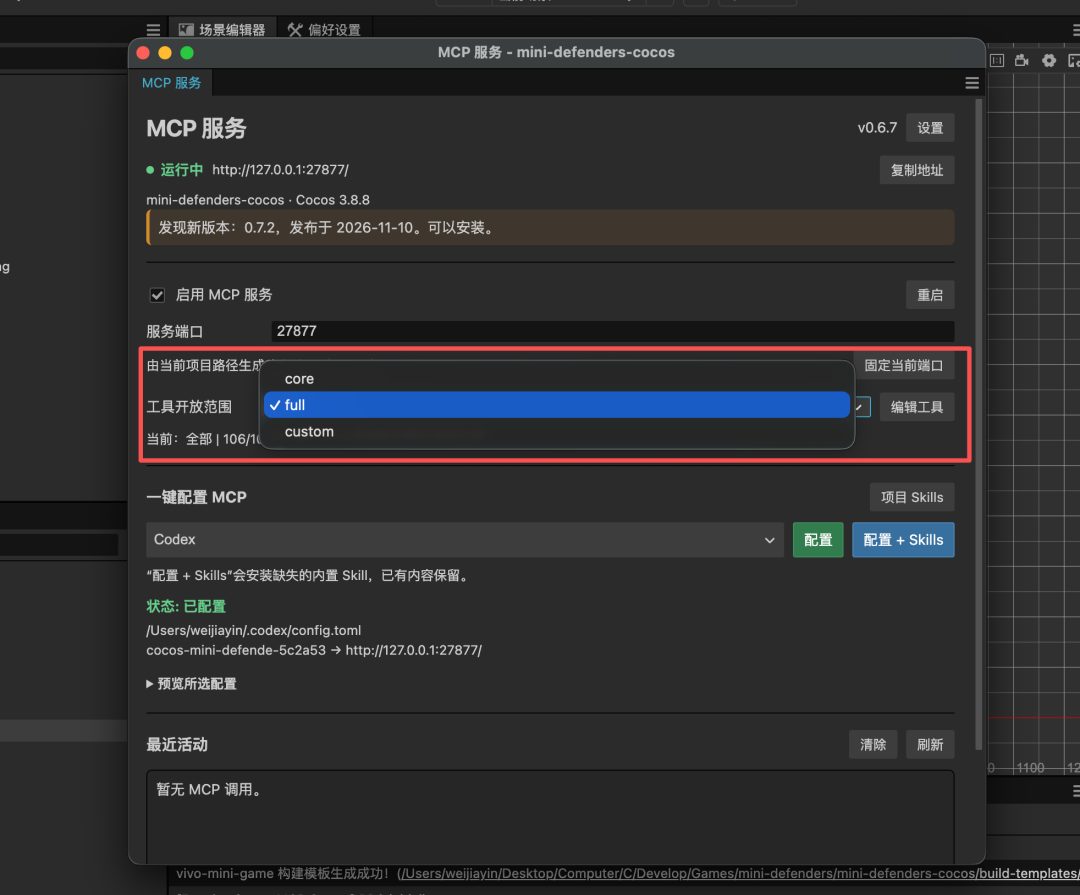 场景编辑器 偏好设置
MCP 服务 - mini-defenders-cocos
MCP 服务
MCP 服务 v0.6.7 设置
运行中 http://127.0.0.1:27877/ 复制地址
mini-defenders-cocos · Cocos 3.8.8
发现新版本：0.7.2，发布于 2026-11-10。可以安装。
ng
启用 MCP 服务 重启
服务端口 27877
由当前项目路径生成 固定当前端口
core
工具开放范围 full 编辑工具
custom
当前：全部 | 106/10
一键配置 MCP 项目 Skills
Codex 配置 配置 + Skills
“配置 + Skills”会安装缺失的内置 Skill，已有内容保留。
状态: 已配置
/Users/weijiayin/.codex/config.toml
cocos-mini-defende-5c2a53 → http://127.0.0.1:27877/
预览所选配置
最近活动 清除 刷新
0 1100 12
暂无 MCP 调用。
vivo-mini-game 构建模板生成成功！(/Users/weijiayin/Desktop/Computer/C/Develop/Games/mini-defenders/mini-defenders-cocos/build-templates/